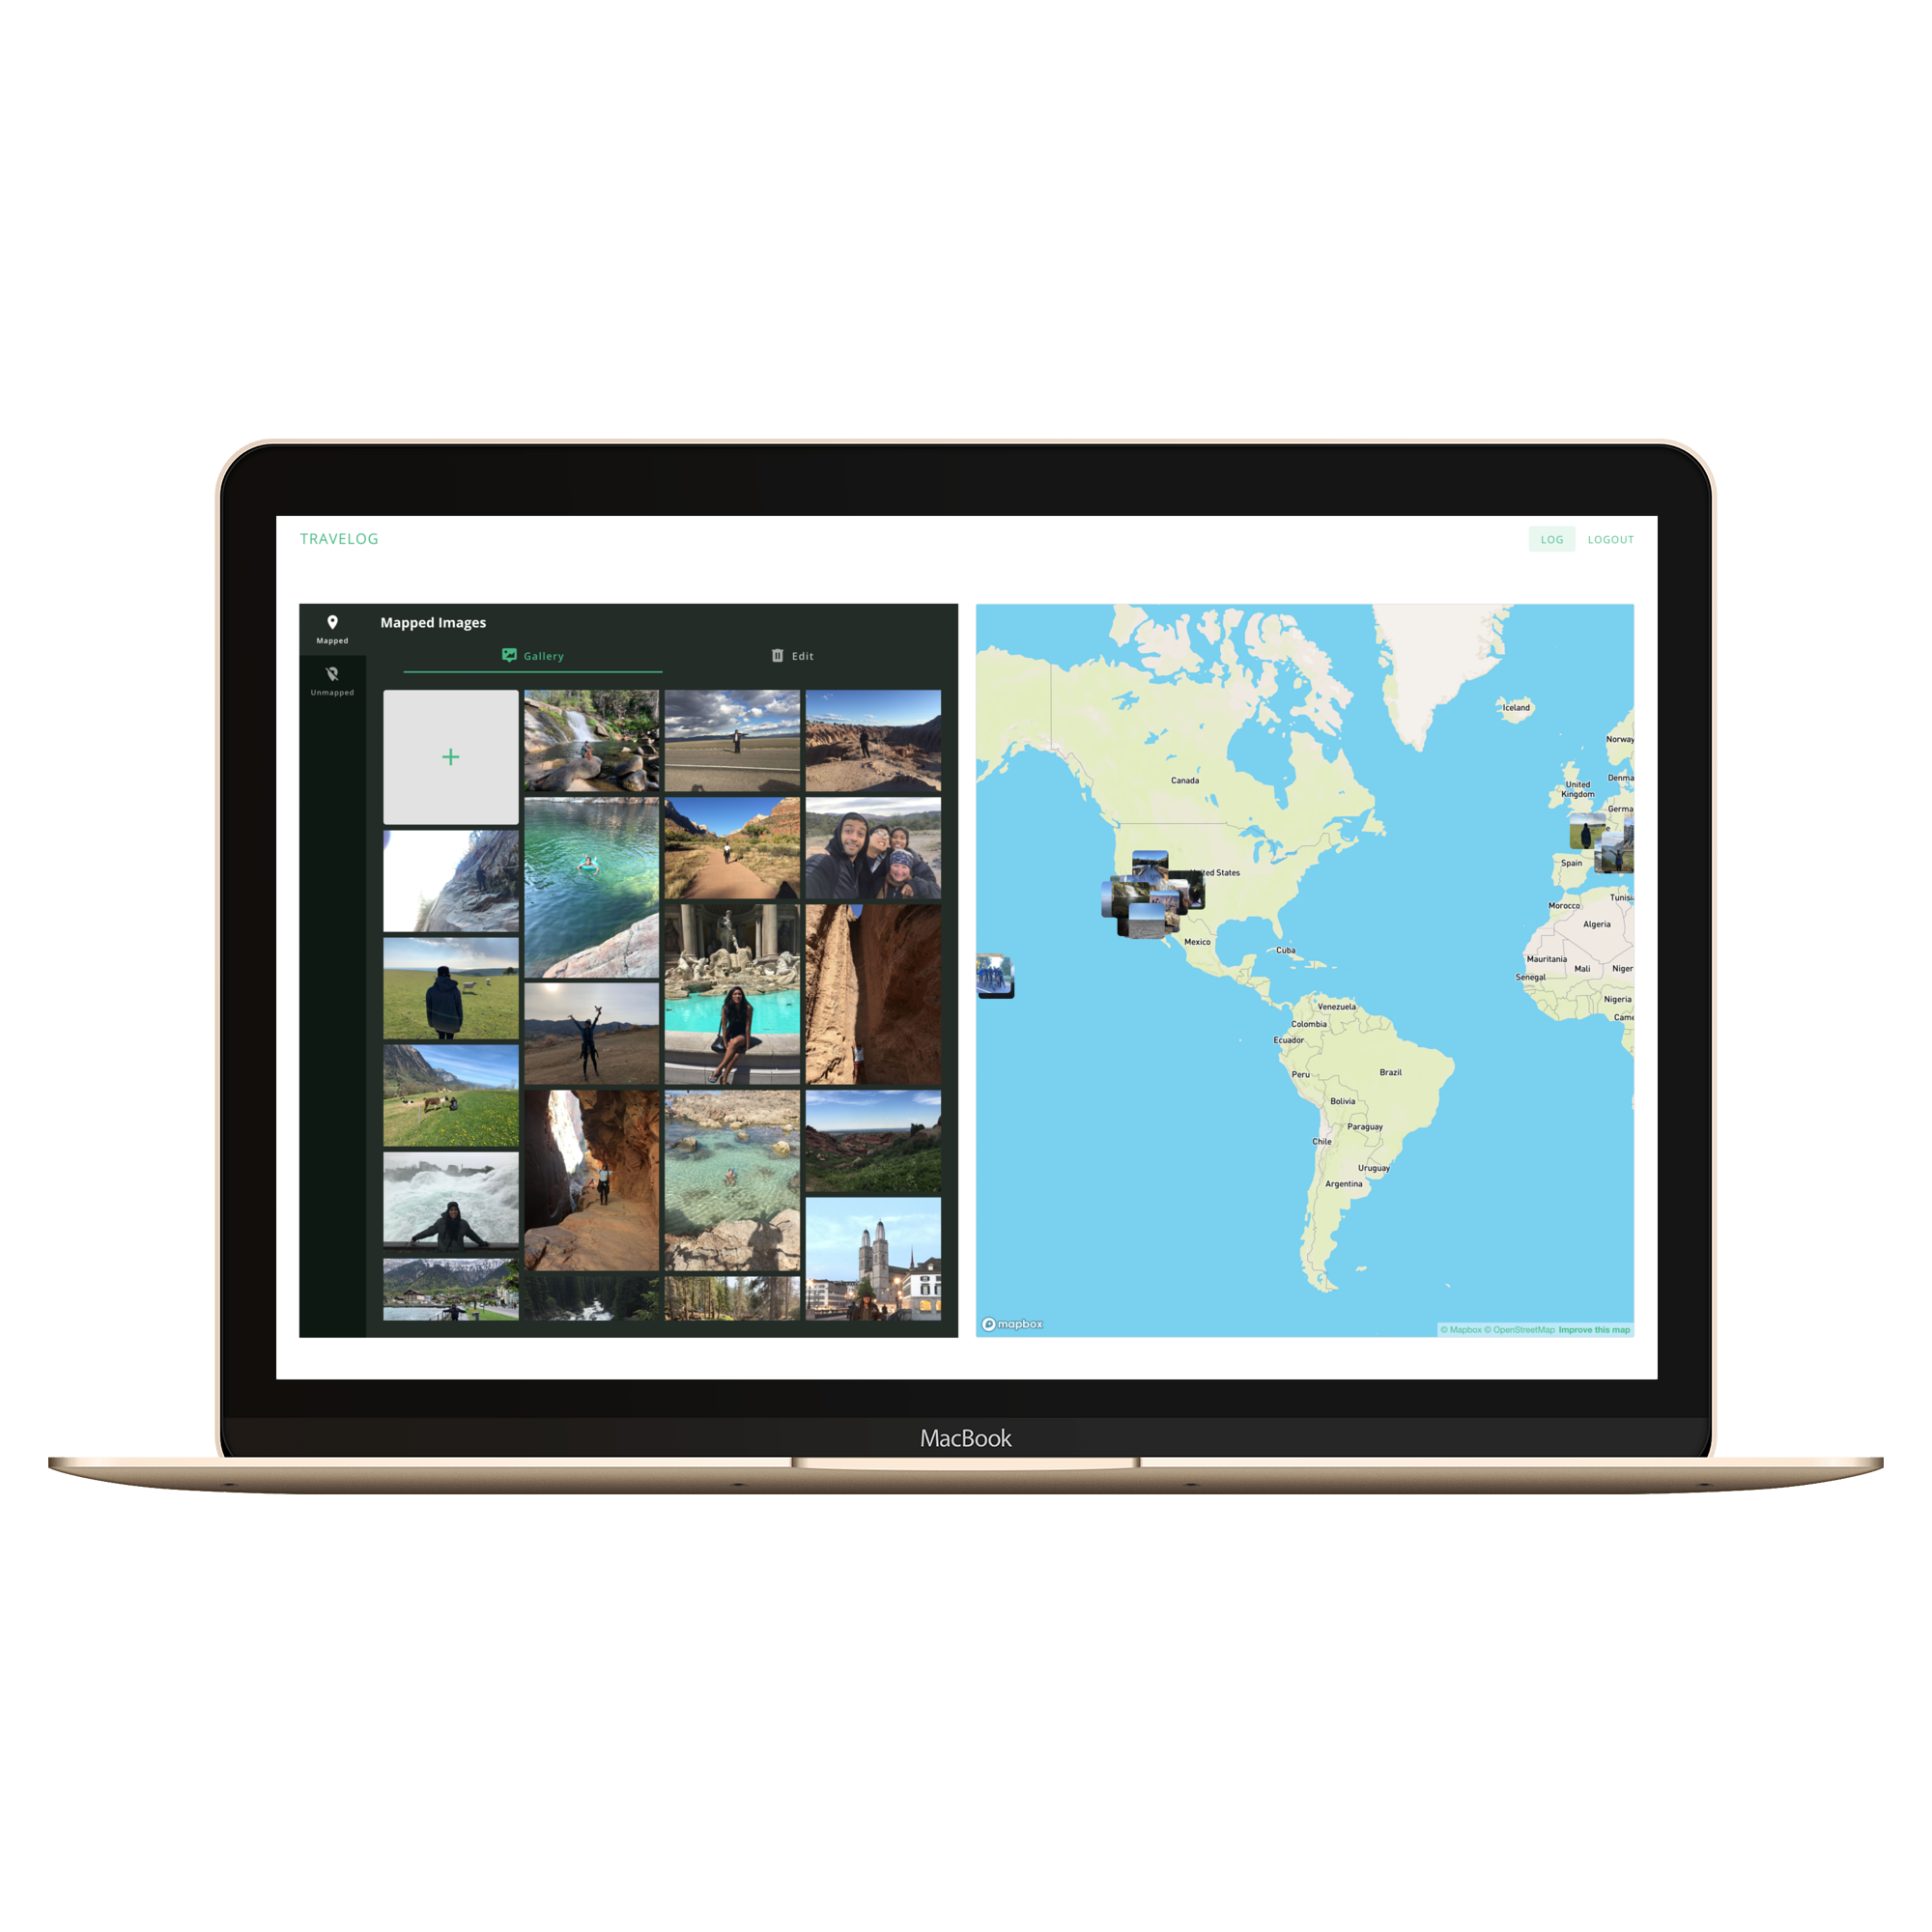 TRAVELOG
LOG
LOGOUT
Mapped
Unmapped
Mapped Images
Gallery
Edit
+
Iceland
Norway
Canada
United
Kingdom
Denma
Germa
Spain
ted States
Morocco
Tunis
Algeria
Mexico
Cuba
Mauritania
Mali
Niger
Senegal
Nigeria
Came
Venezuela
Colombia
Ecuador
Peru
Brazil
Bolivia
Paraguay
Chile
Uruguay
Argentina
mapbox
© Mapbox © OpenStreetMap Improve this map
MacBook